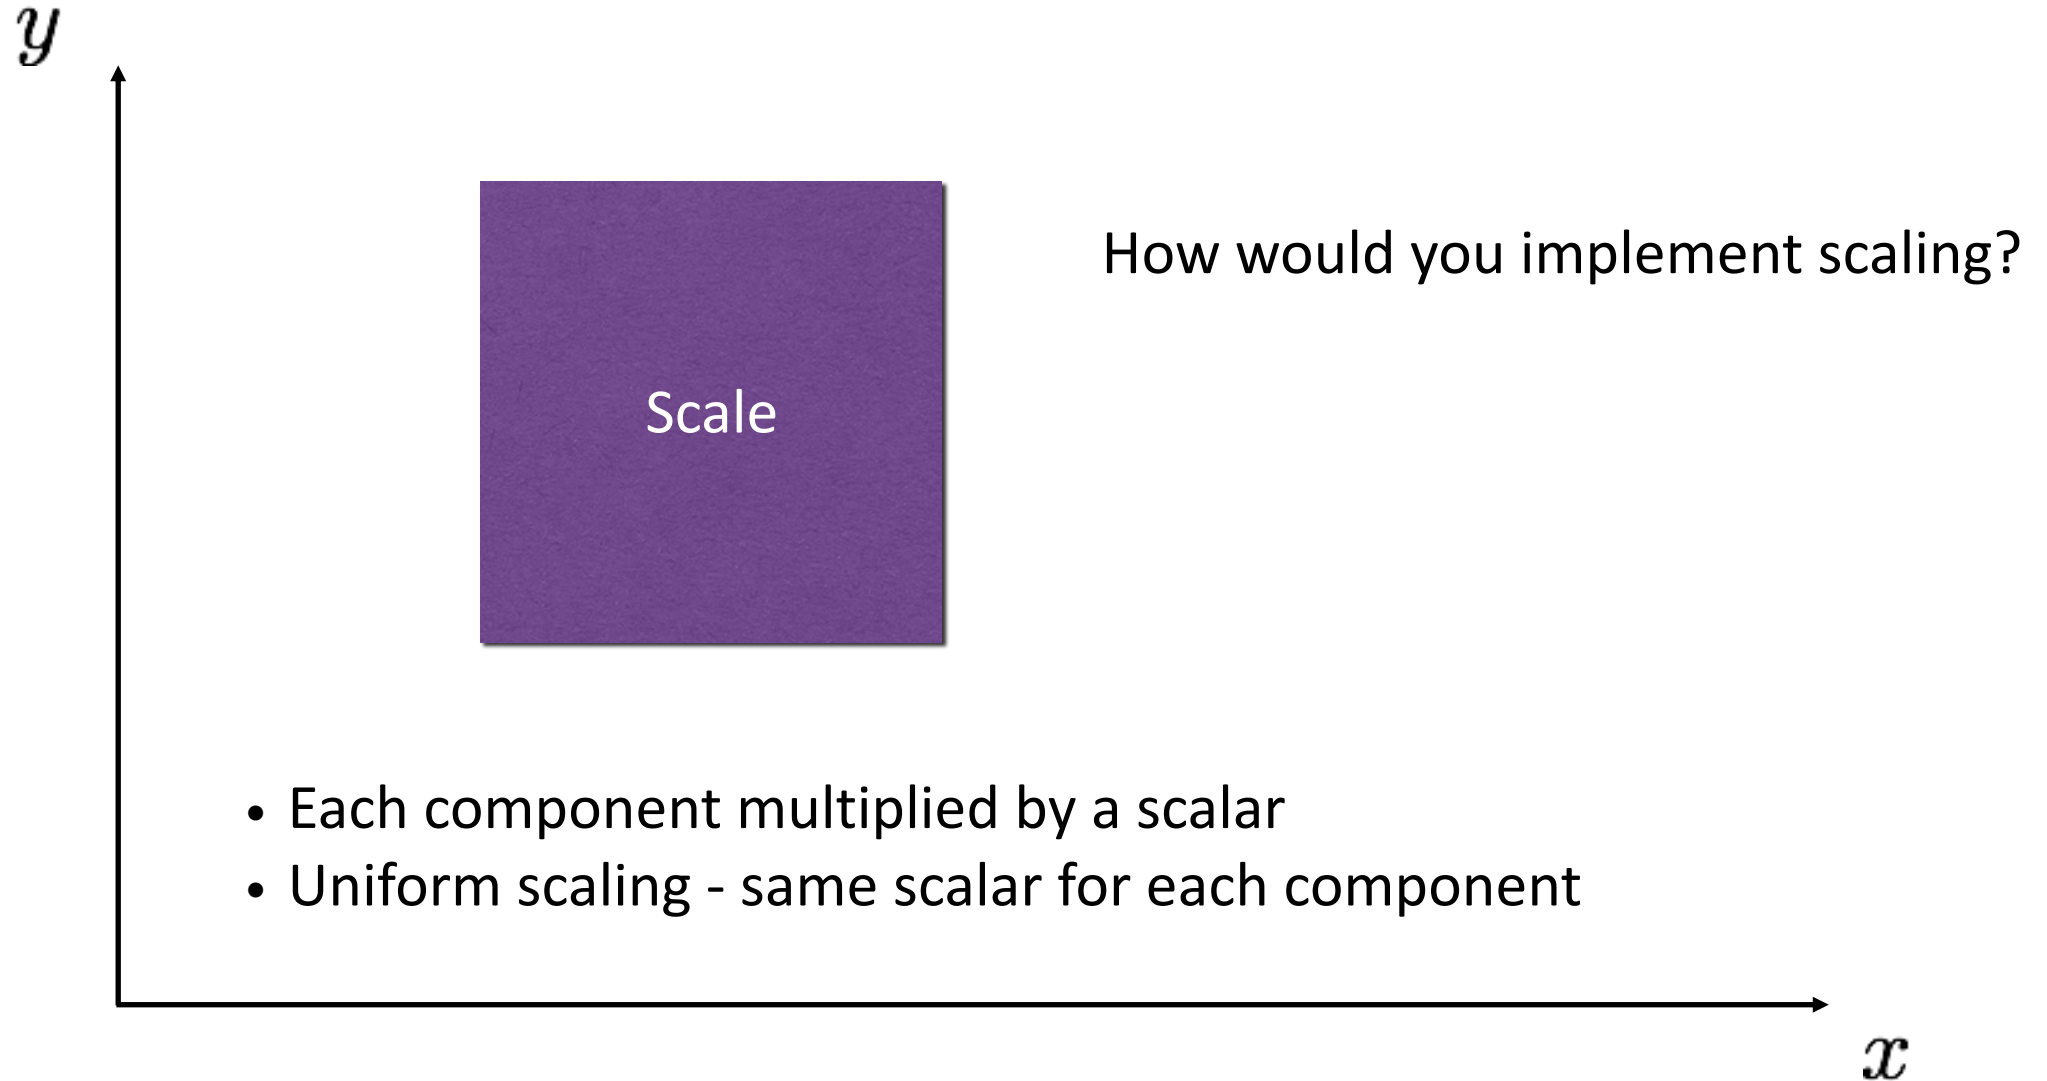 y
How would you implement scaling?
Scale
• Each component multiplied by a scalar
• Uniform scaling - same scalar for each component
x